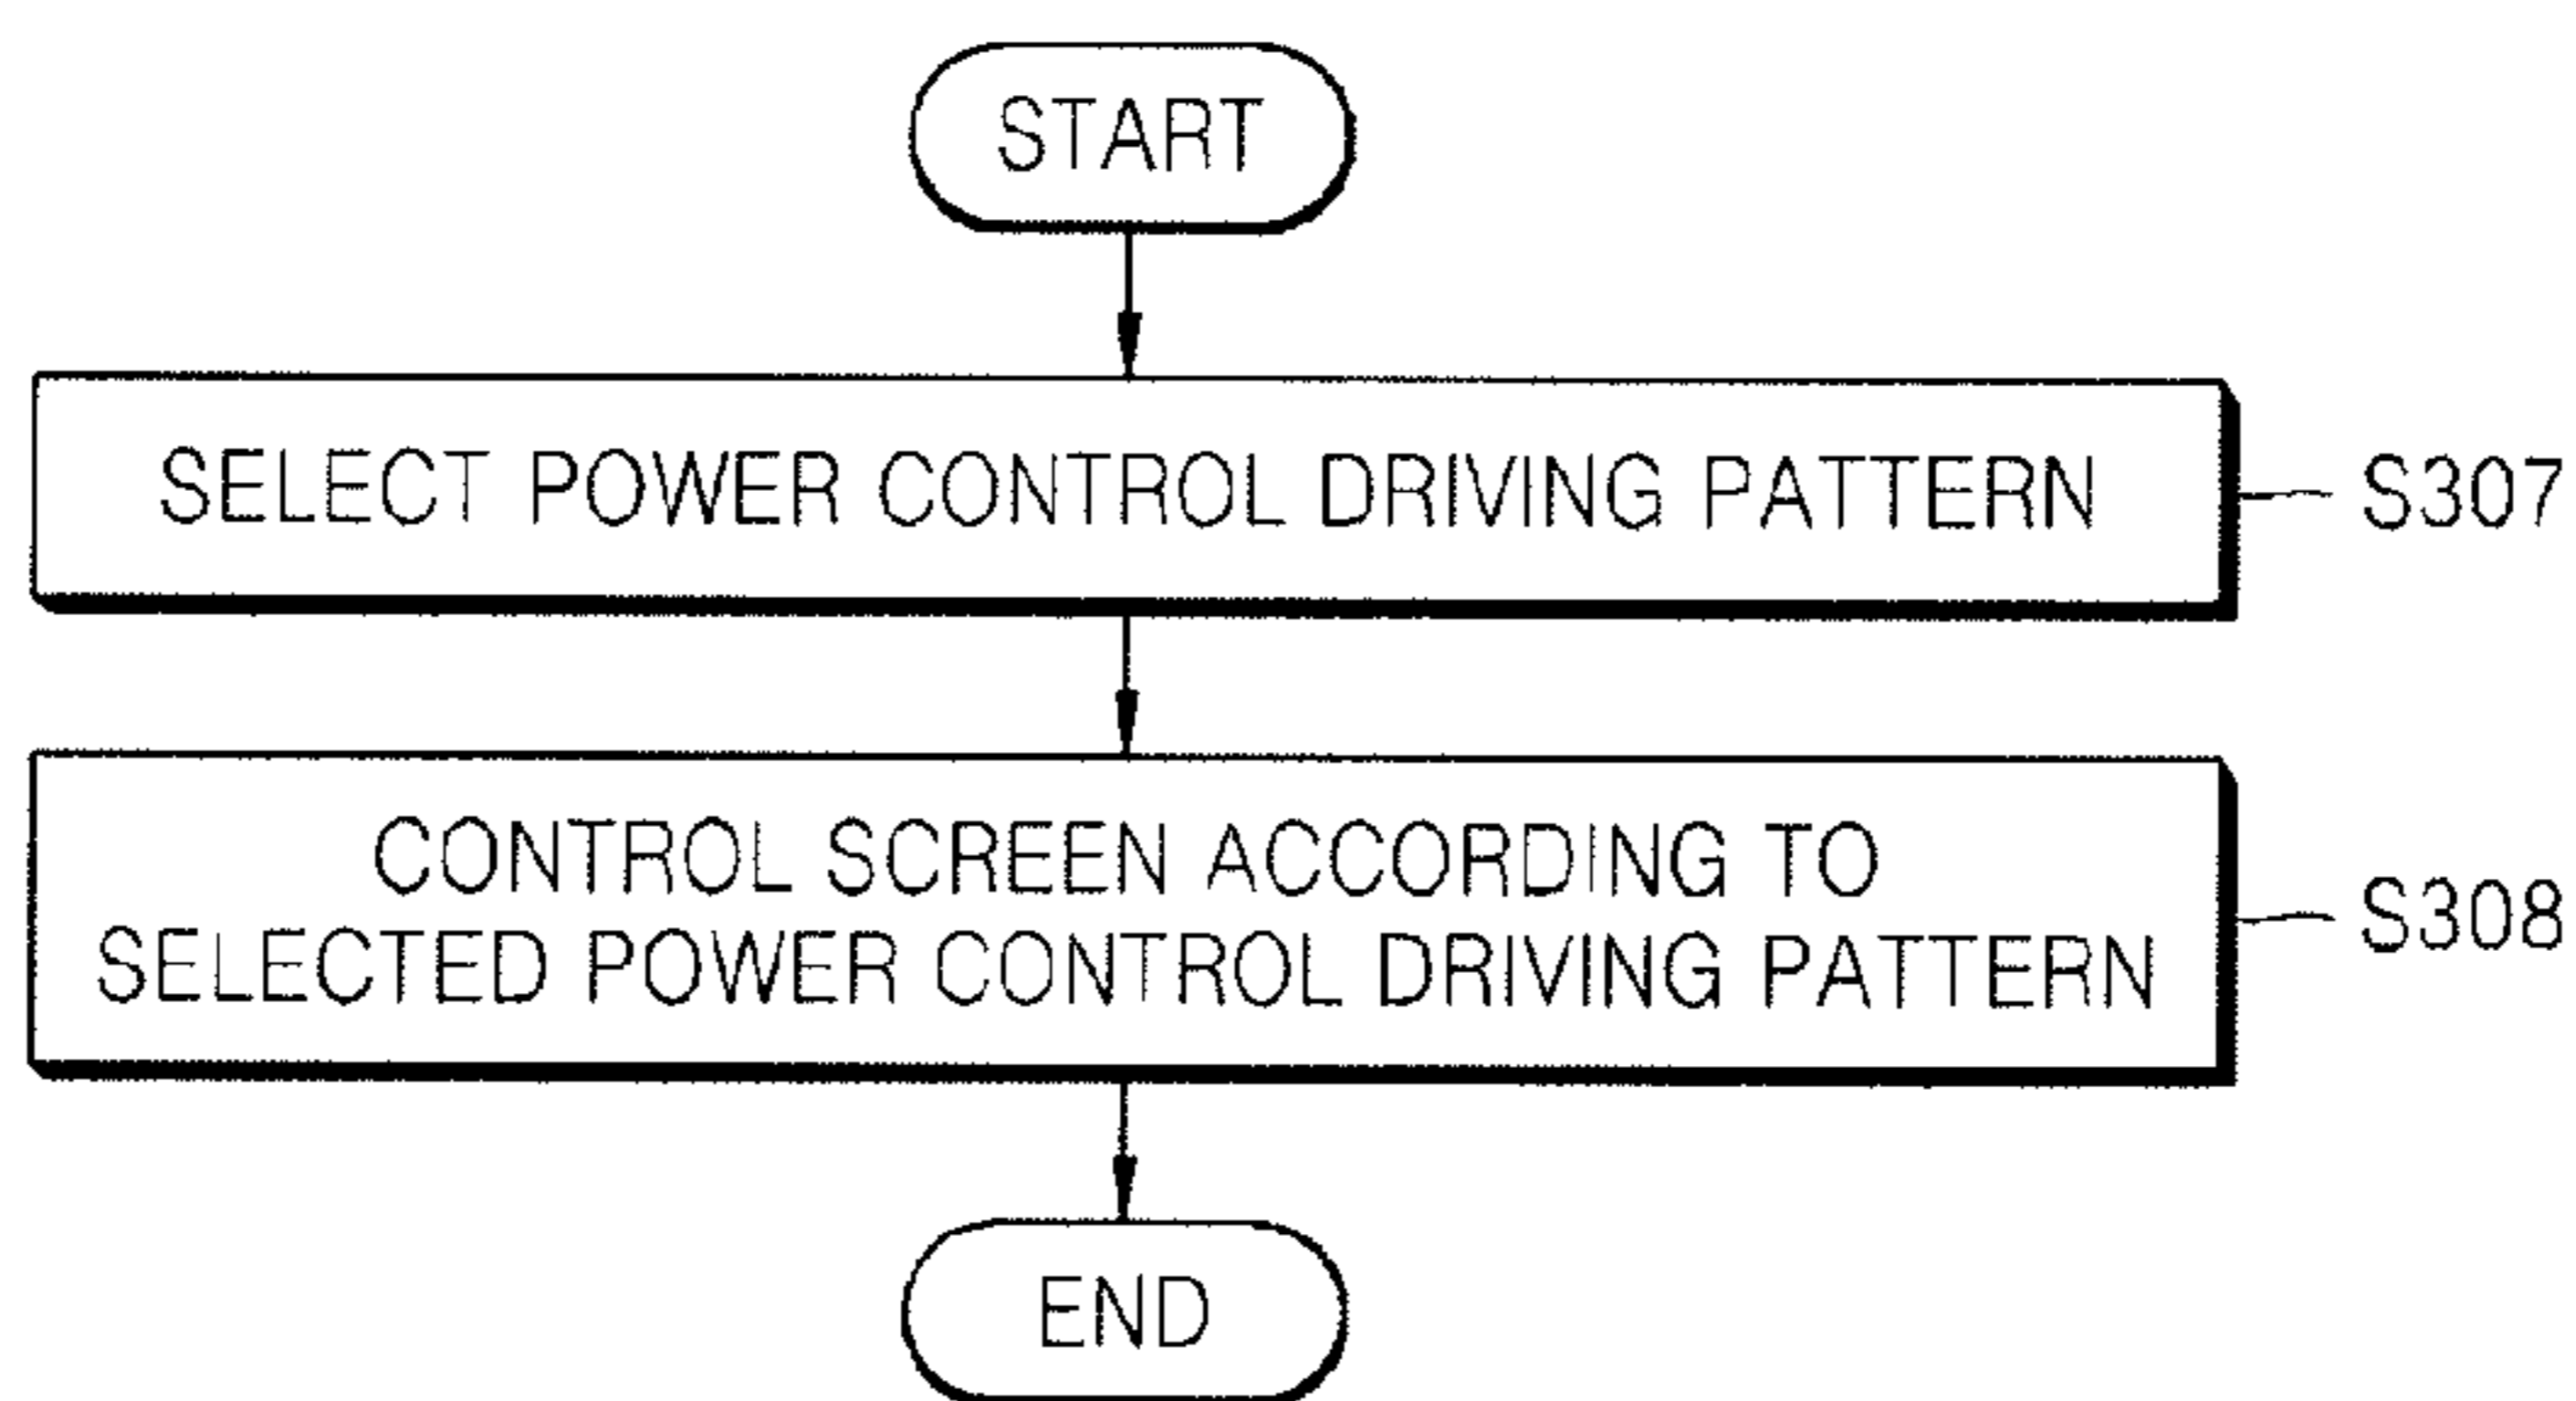 START
SELECT POWER CONTROL DRIVING PATTERN
S307
CONTROL SCREEN ACCORDING TO
SELECTED POWER CONTROL DRIVING PATTERN
S308
END